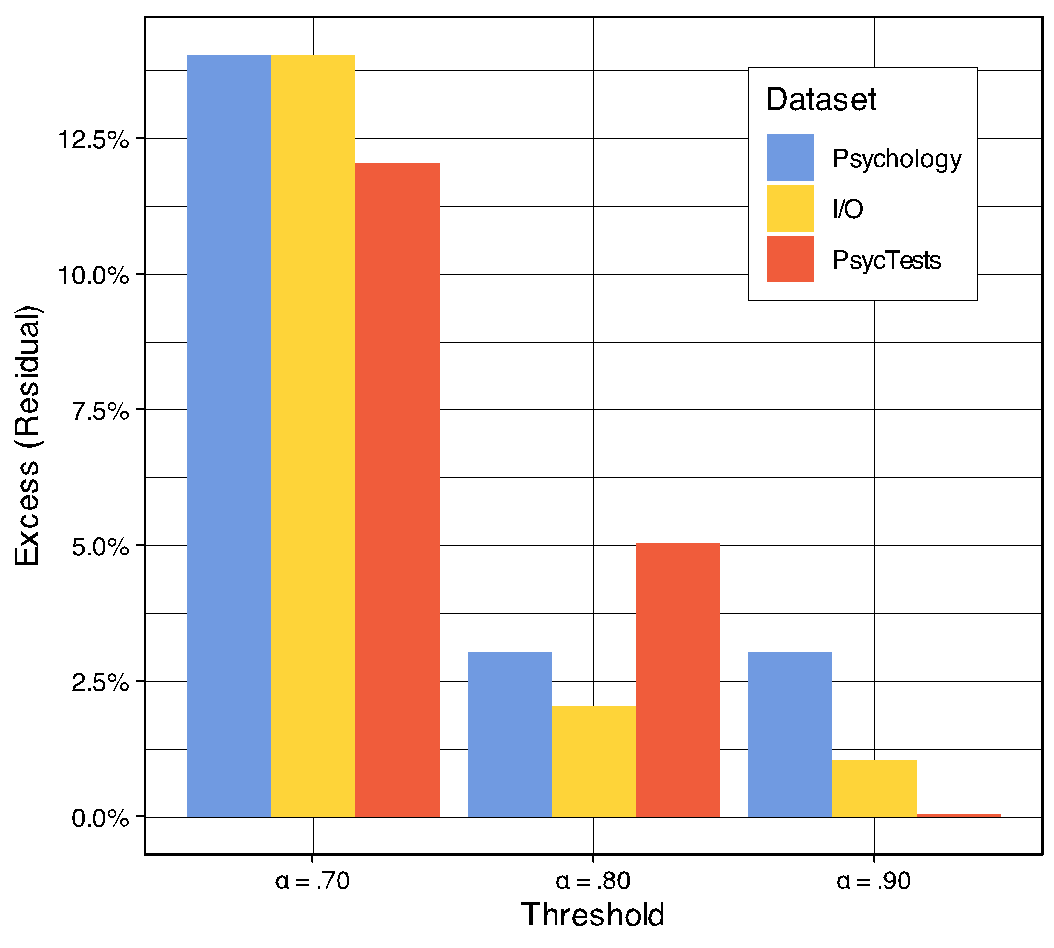 Dataset
Psychology
I/O
PsycTests
Excess (Residual)
12.5%
10.0%
7.5%
5.0%
2.5%
0.0%
α = .70
α = .80
α = .90
Threshold